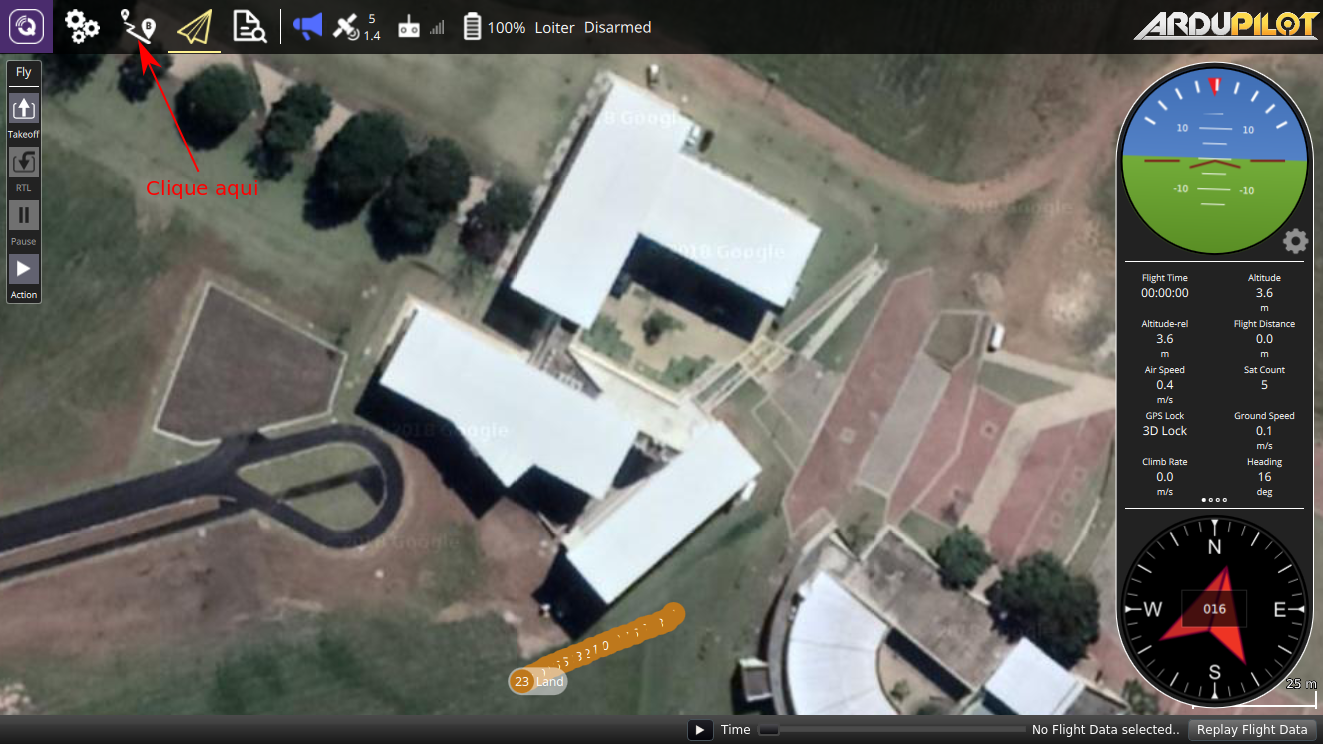 B
5
1.4
100% Loiter Disarmed
ARDUPILOT
Fly
Takeoff
RTL
Pause
Action
Clique aqui
8 Google
2018 Google
Google
2018 Google
2018 Google
10 10
-10 -10
Flight Time Altitude
00:00:00 3.6
m
Altitude-rel Flight Distance
3.6 0.0
m m
Air Speed Sat Count
0.4 5
m/s
GPS Lock Ground Speed
3D Lock 0.1
m/s
Climb Rate Heading
0.0 16
m/s deg
N
W 016 E
S
23 Land
25 m
Time No Flight Data selected.. Replay Flight Data